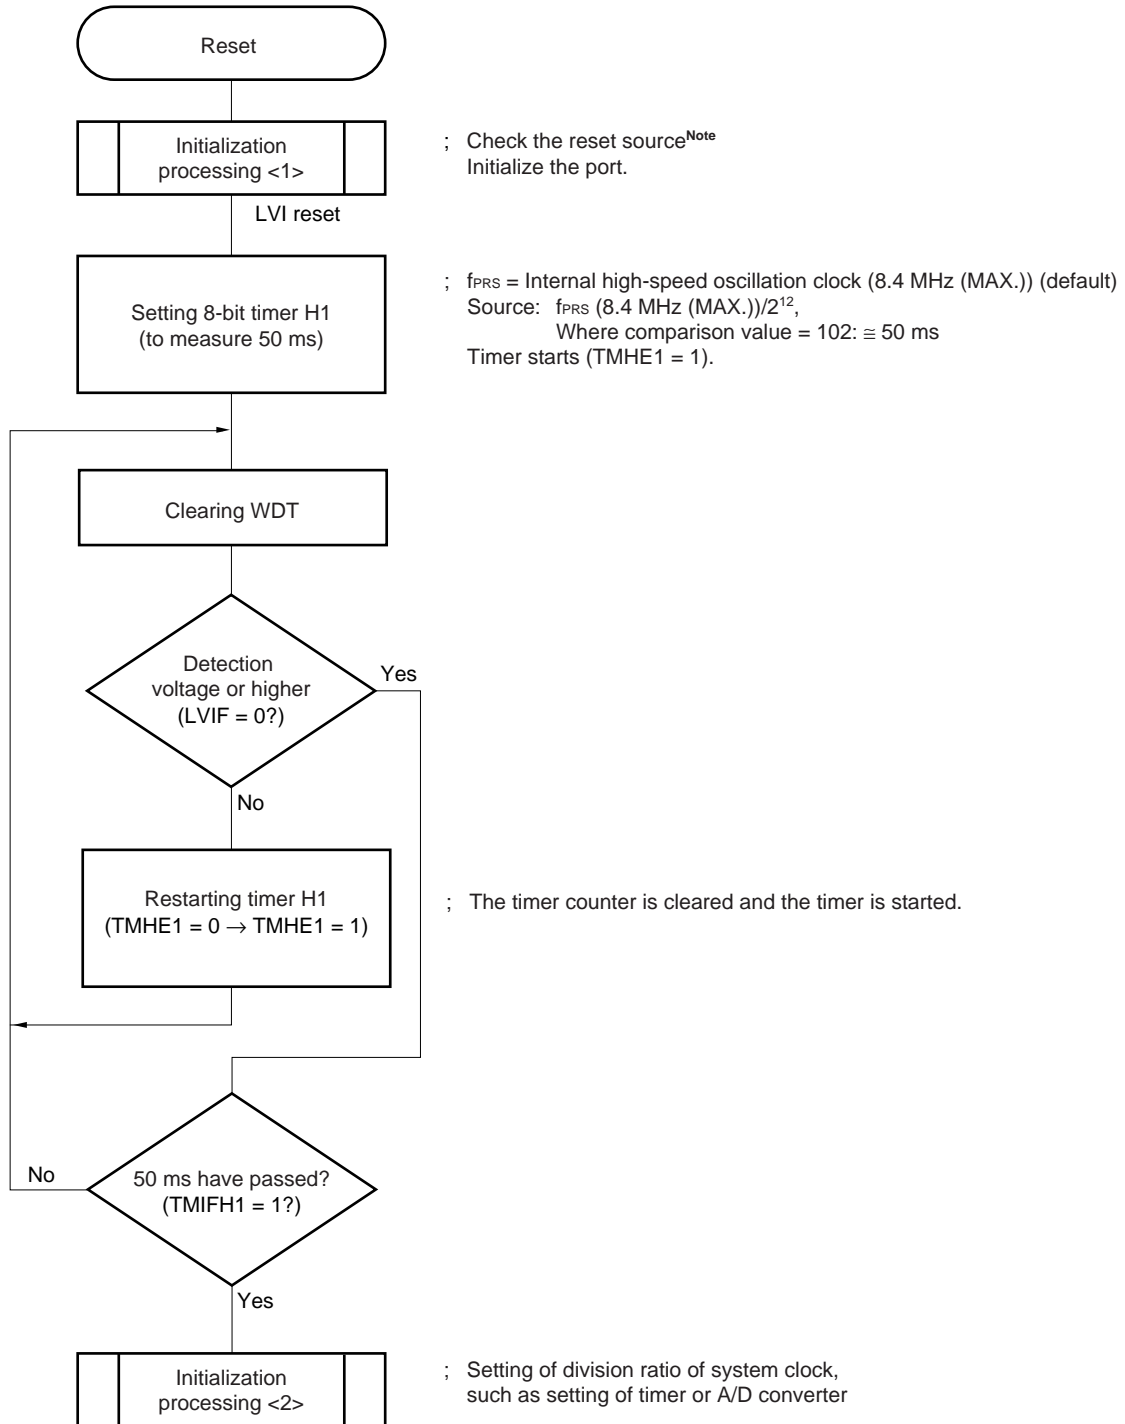 Reset
Initialization
processing <1>
; Check the reset sourceNote
Initialize the port.
LVI reset
Setting 8-bit timer H1
(to measure 50 ms)
; fPRS = Internal high-speed oscillation clock (8.4 MHz (MAX.)) (default)
Source: fPRS (8.4 MHz (MAX.))/2¹²,
Where comparison value = 102: ≅ 50 ms
Timer starts (TMHE1 = 1).
Clearing WDT
Detection
voltage or higher
(LVIF = 0?)
Yes
No
Restarting timer H1
(TMHE1 = 0 → TMHE1 = 1)
; The timer counter is cleared and the timer is started.
50 ms have passed?
(TMIFH1 = 1?)
No
Yes
Initialization
processing <2>
; Setting of division ratio of system clock,
such as setting of timer or A/D converter